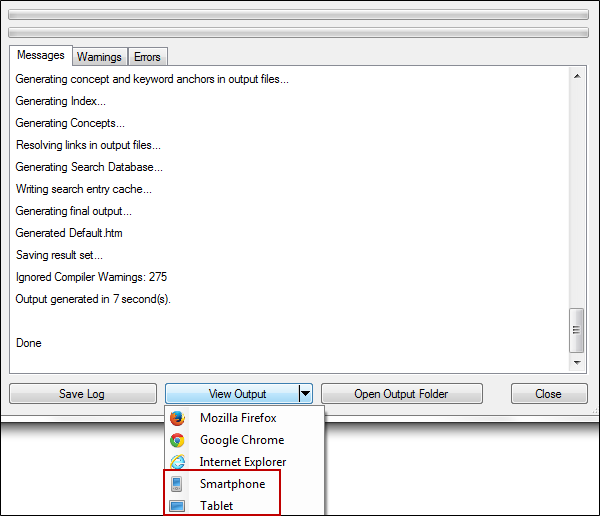 Messages Warnings Errors
Generating concept and keyword anchors in output files...
Generating Index...
Generating Concepts...
Resolving links in output files...
Generating Search Database...
Writing search entry cache...
Generating final output...
Generated Default.htm
Saving result set...
Ignored Compiler Warnings: 275
Output generated in 7 second(s).
Done
Save Log View Output Open Output Folder Close
Mozilla Firefox
Google Chrome
Internet Explorer
Smartphone
Tablet